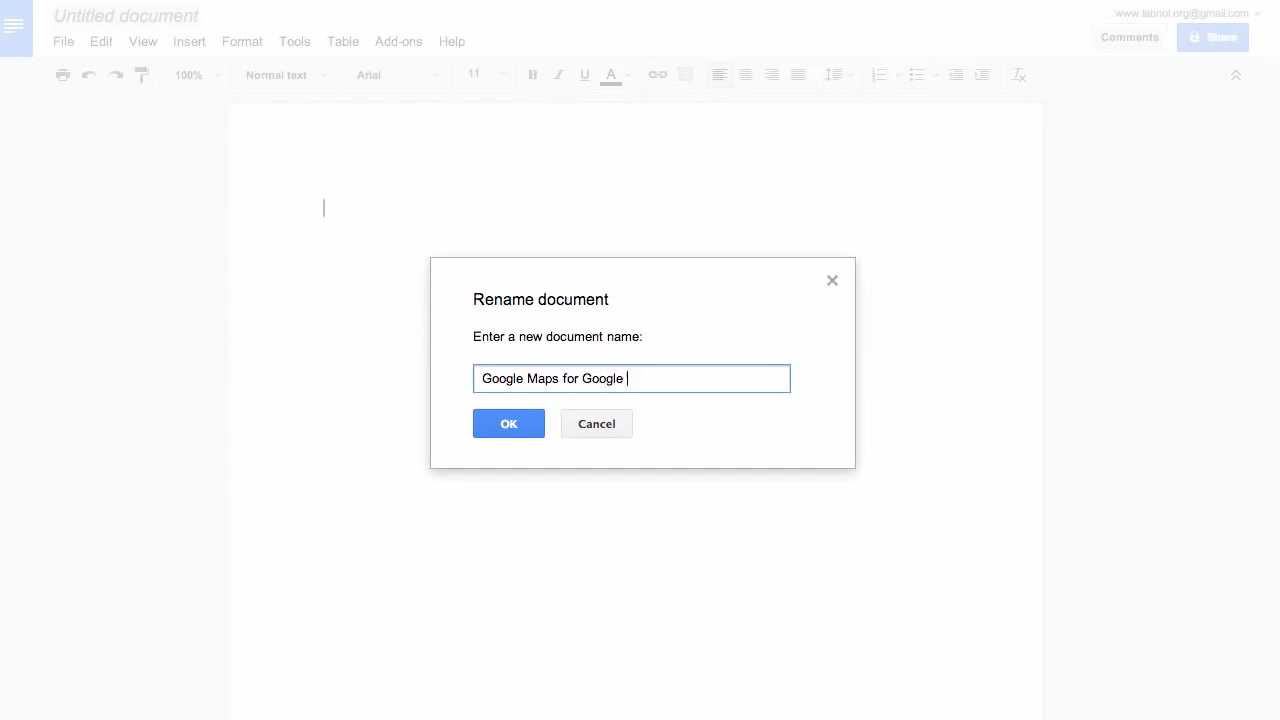 Untitled document
www.labnol.org@gmail.com
File Edit View Insert Format Tools Table Add-ons Help
Comments
Share
100% Normal text Arial 11 B I U A
Rename document
Enter a new document name:
Google Maps for Google
OK Cancel